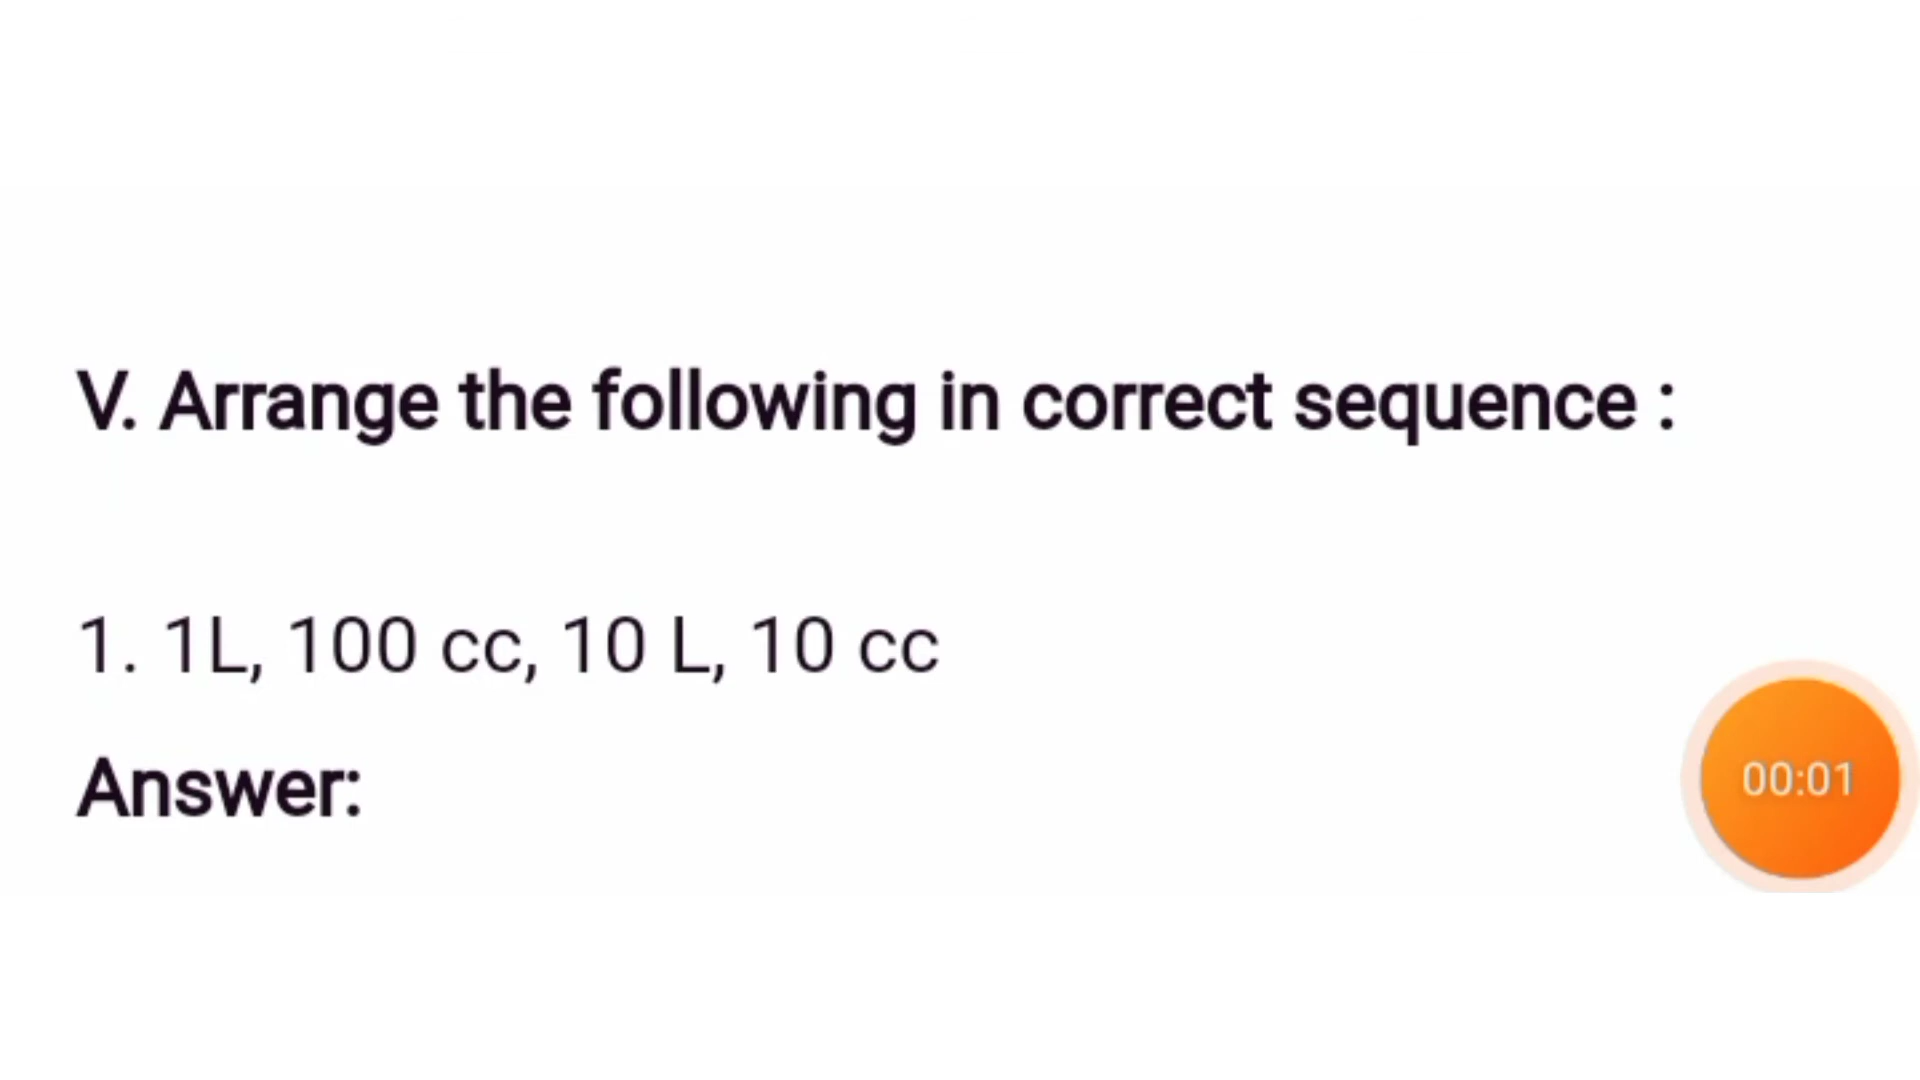 V. Arrange the following in correct sequence :
1. 1L, 100 cc, 10 L, 10 cc
Answer:
00:01